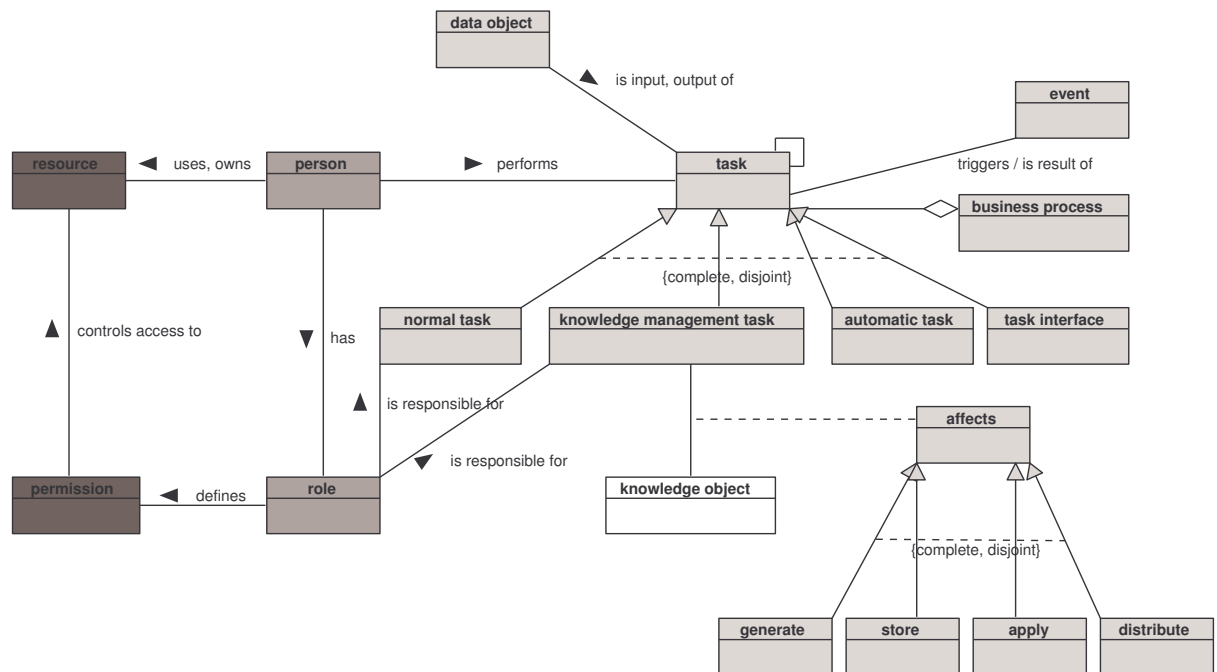 data object
is input, output of
event
resource
uses, owns
person
performs
task
triggers / is result of
business process
{complete, disjoint}
normal task
knowledge management task
automatic task
task interface
controls access to
has
is responsible for
affects
is responsible for
permission
defines
role
knowledge object
{complete, disjoint}
generate
store
apply
distribute